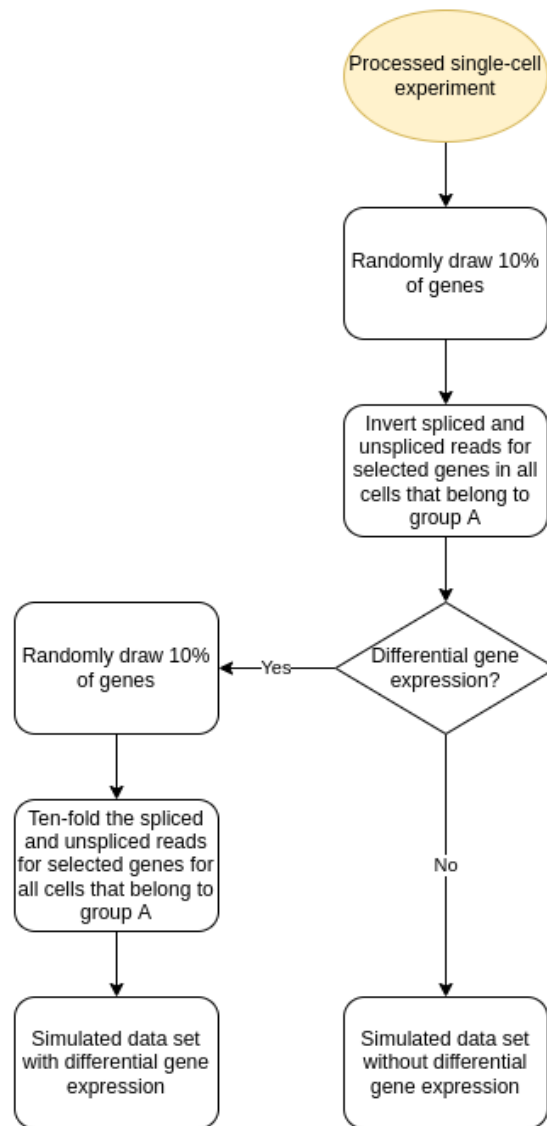 Processed single-cell
experiment
Randomly draw 10%
of genes
Invert spliced and
unspliced reads for
selected genes in all
cells that belong to
group A
Differential gene
expression?
Yes
No
Randomly draw 10%
of genes
Ten-fold the spliced
and unspliced reads
for selected genes for
all cells that belong to
group A
Simulated data set
with differential gene
expression
Simulated data set
without differential
gene expression